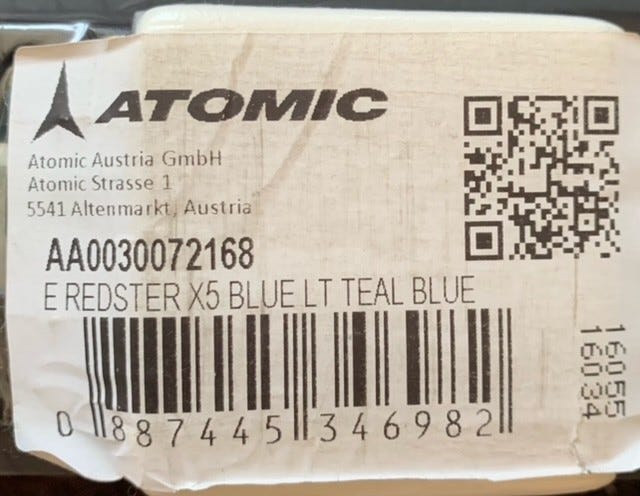 ATOMIC
Atomic Austria GmbH
Atomic Strasse 1
5541 Altenmarkt, Austria
AA0030072168
E REDSTER X5 BLUE LT TEAL BLUE
0 887445 346982
16055
16034